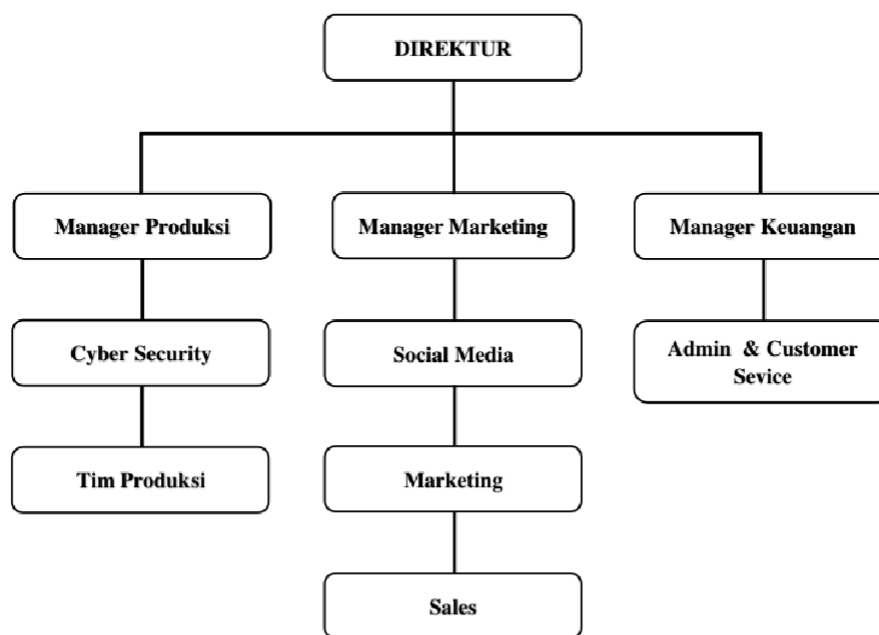 DIREKTUR
Manager Produksi
Manager Marketing
Manager Keuangan
Cyber Security
Social Media
Admin & Customer
Sevice
Tim Produksi
Marketing
Sales